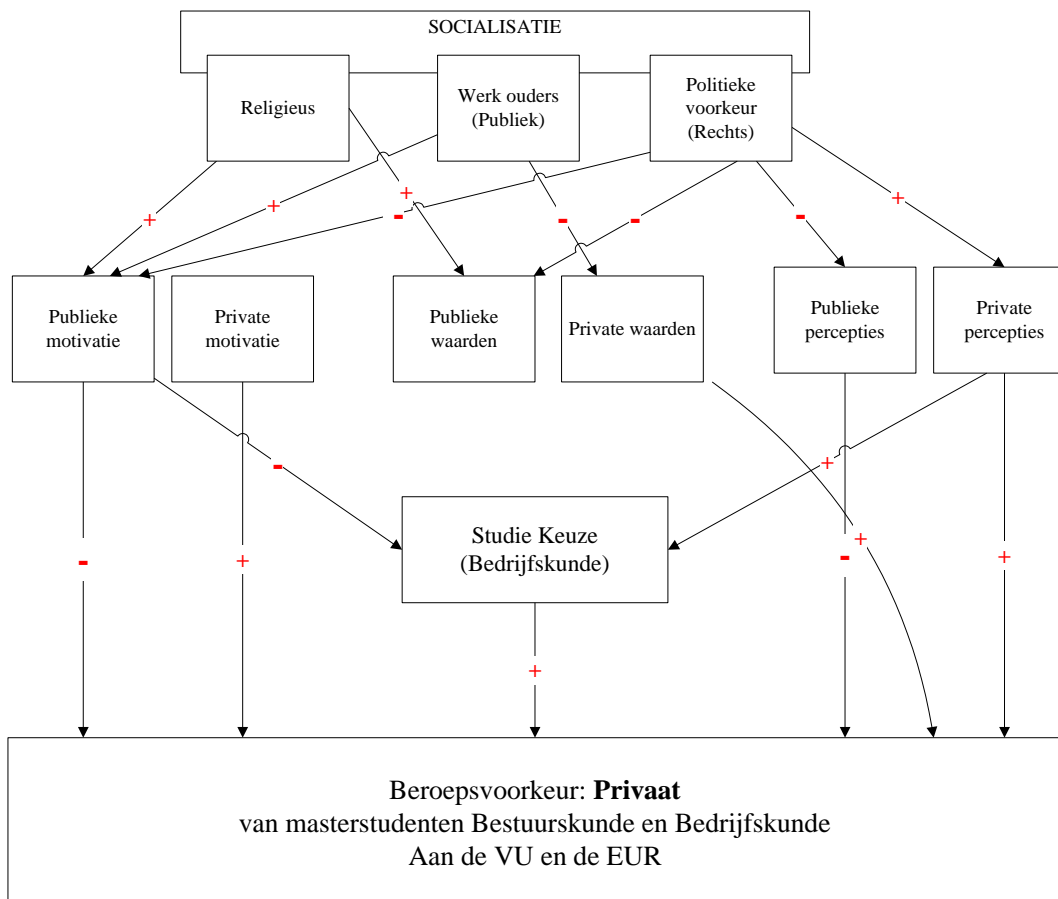 SOCIALISATIE
Religieus
Werk ouders
(Publiek)
Politieke
voorkeur
(Rechts)
+
+
+
-
-
-
-
+
Publieke
motivatie
Private
motivatie
Publieke
waarden
Private waarden
Publieke
percepties
Private
percepties
-
+
Studie Keuze
(Bedrijfskunde)
-
+
+
-
+
+
Beroepsvoorkeur: Privaat
van masterstudenten Bestuurskunde en Bedrijfskunde
Aan de VU en de EUR